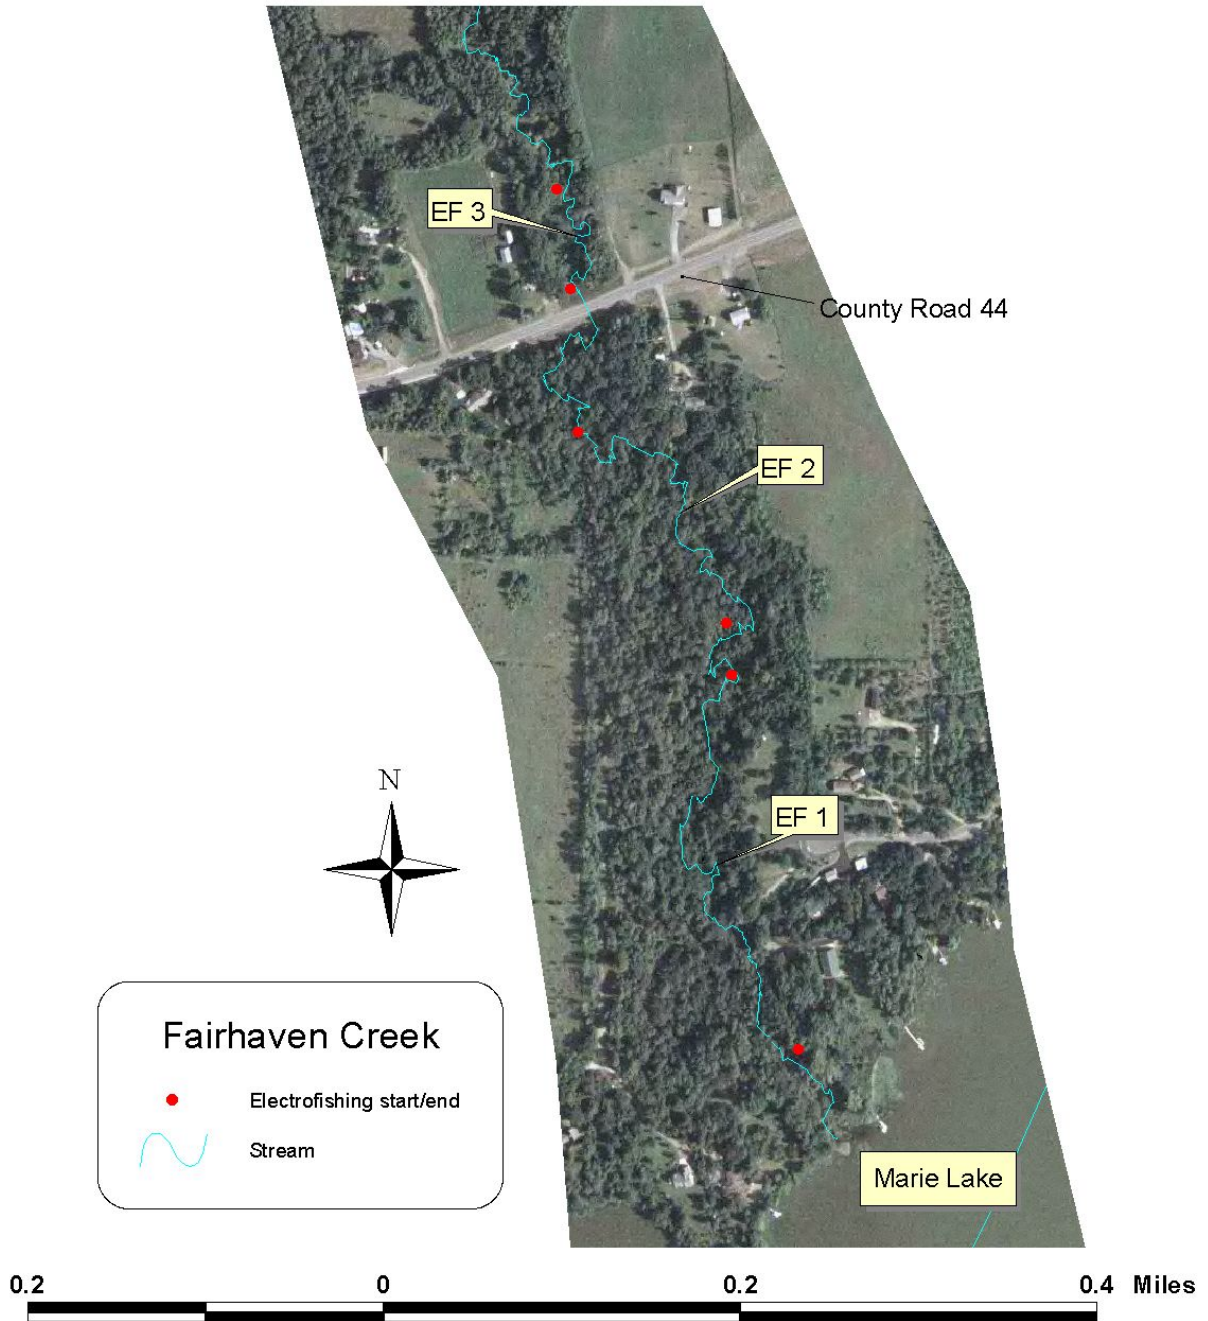 EF 3
County Road 44
EF 2
N
EF 1
Fairhaven Creek
Electrofishing start/end
Stream
Marie Lake
0.2 0 0.2 0.4 Miles